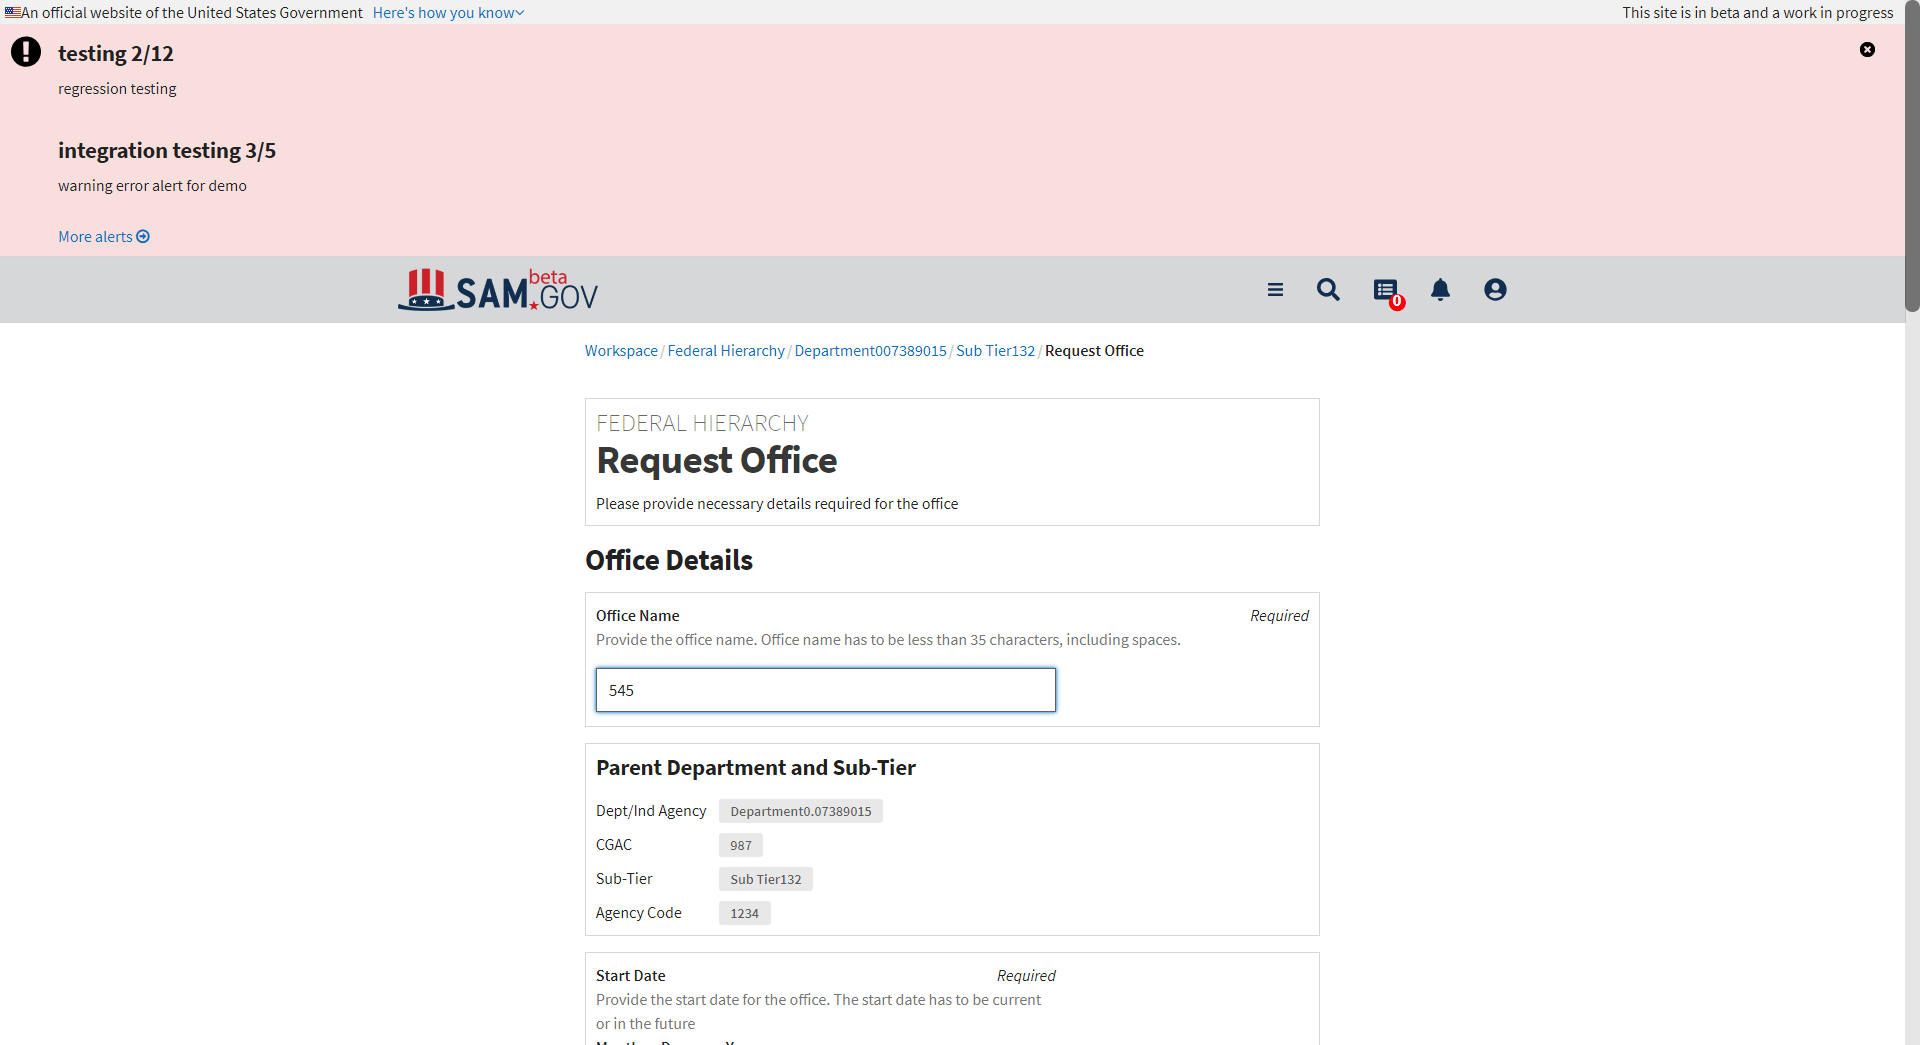 An official website of the United States Government Here's how you know
This site is in beta and a work in progress
testing 2/12
regression testing
integration testing 3/5
warning error alert for demo
More alerts
SAM.GOV beta
0
Workspace / Federal Hierarchy / Department007389015 / Sub Tier132 / Request Office
FEDERAL HIERARCHY
Request Office
Please provide necessary details required for the office
Office Details
Office Name Required
Provide the office name. Office name has to be less than 35 characters, including spaces.
545
Parent Department and Sub-Tier
Dept/Ind Agency Department0.07389015
CGAC 987
Sub-Tier Sub Tier132
Agency Code 1234
Start Date Required
Provide the start date for the office. The start date has to be current
or in the future